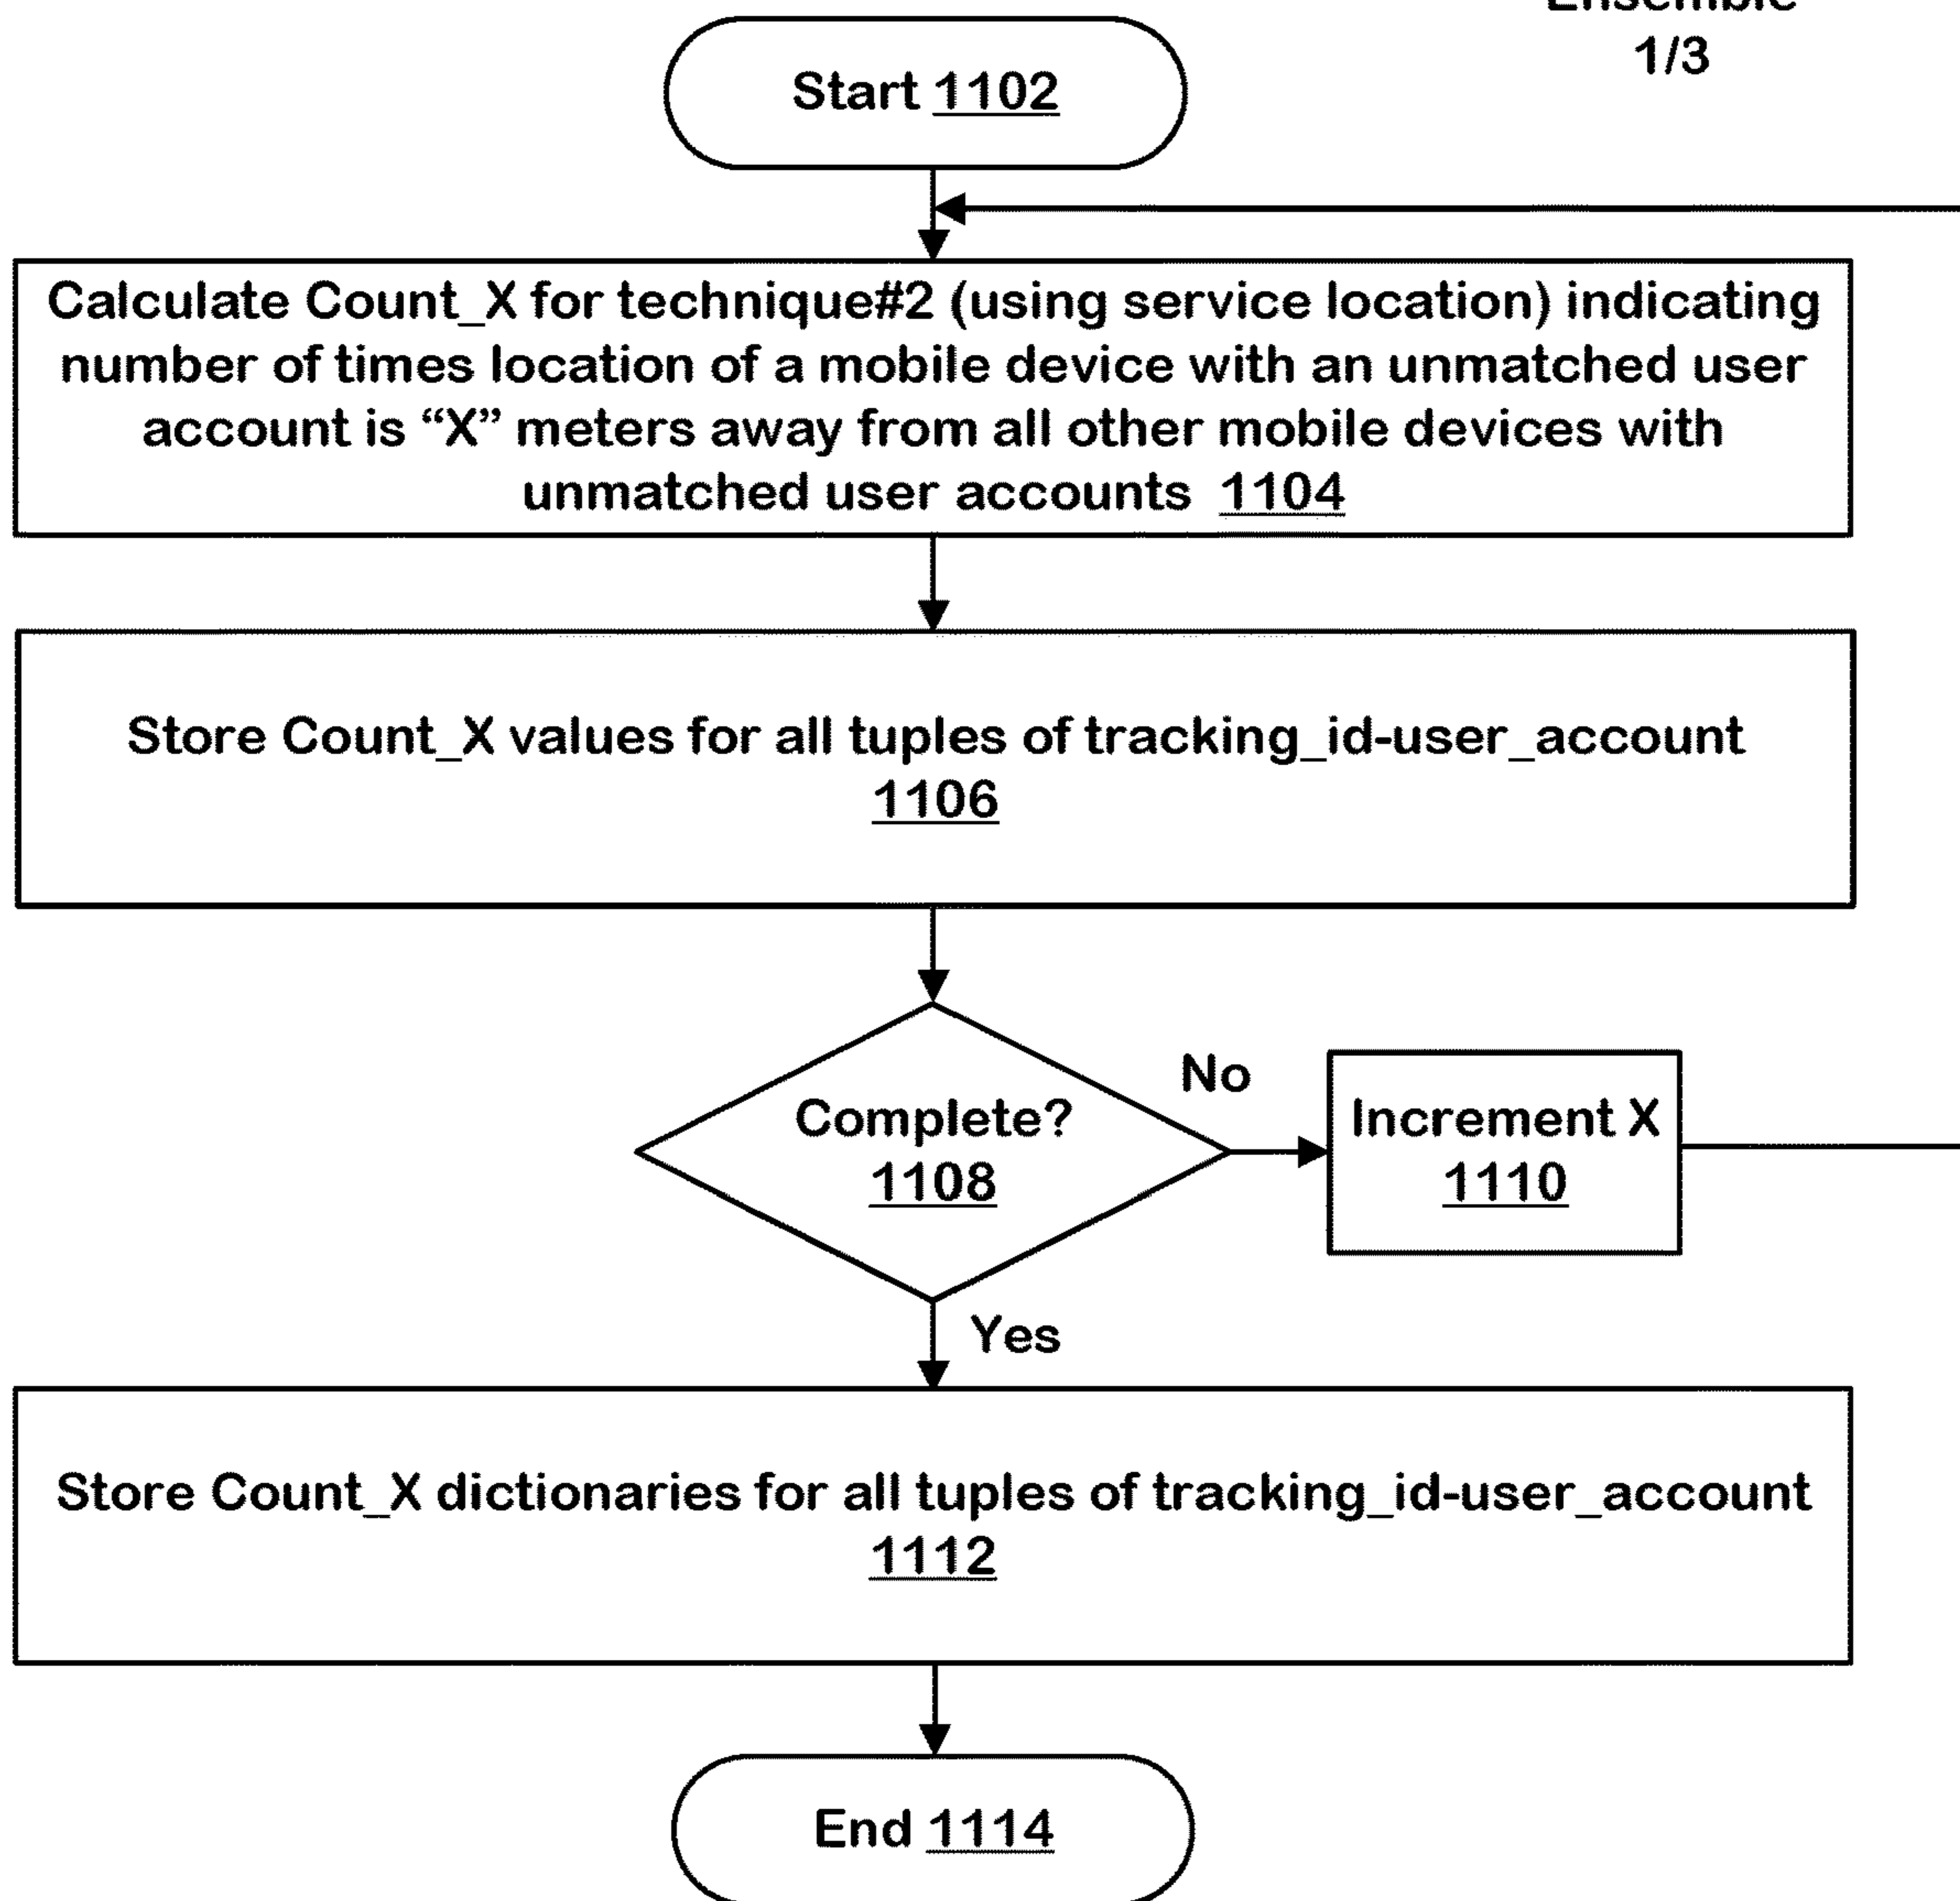 Ensemble
1/3
Start 1102
Calculate Count_X for technique#2 (using service location) indicating
number of times location of a mobile device with an unmatched user
account is “X” meters away from all other mobile devices with
unmatched user accounts 1104
Store Count_X values for all tuples of tracking_id-user_account
1106
No
Complete?
1108
Increment X
1110
Yes
Store Count_X dictionaries for all tuples of tracking_id-user_account
1112
End 1114